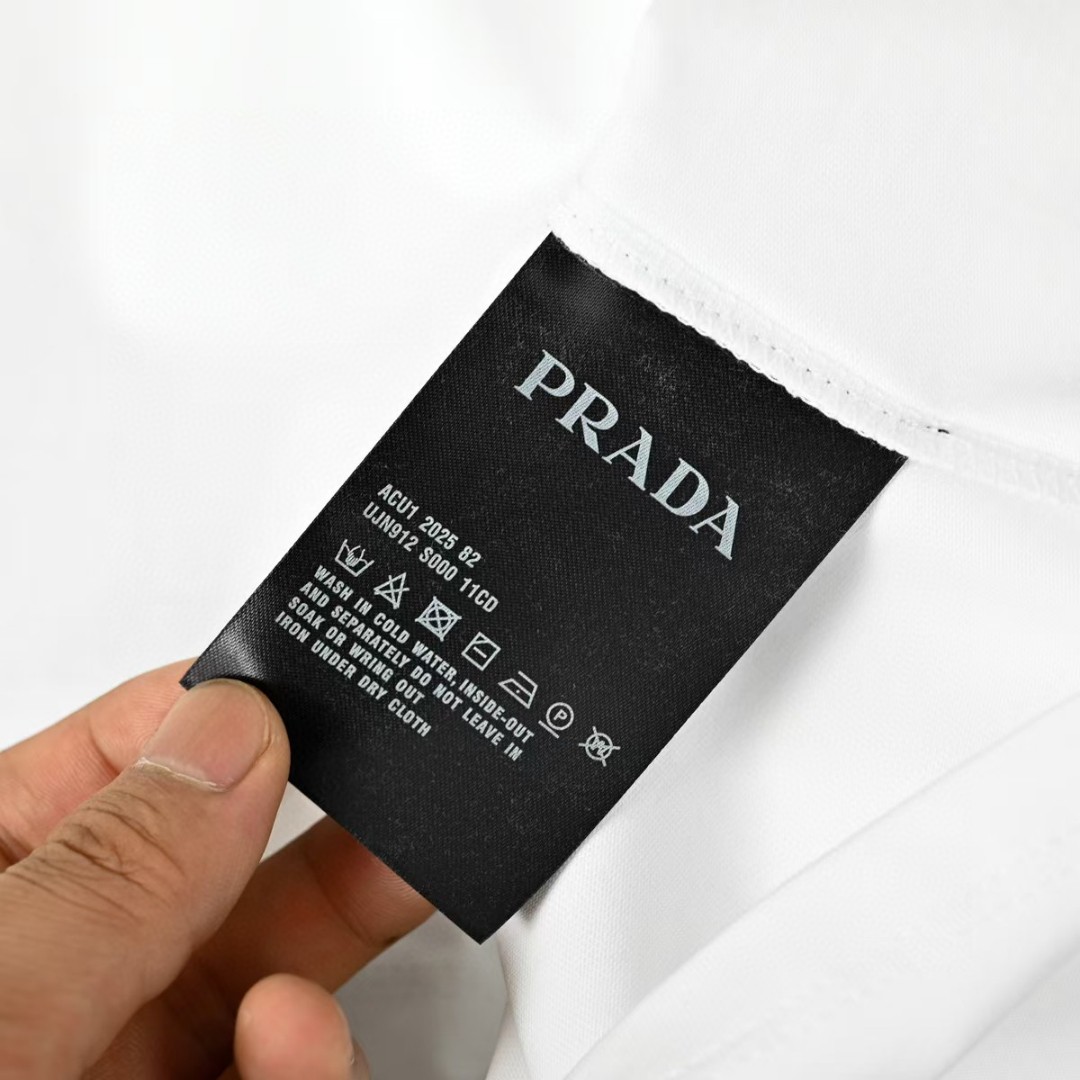 PRADA
ACU1 2025 82
UJN912 S000 11CD
P
WASH IN COLD WATER, INSIDE-OUT
AND SEPARATELY DO NOT LEAVE IN
SOAK OR WRING OUT
IRON UNDER DRY CLOTH